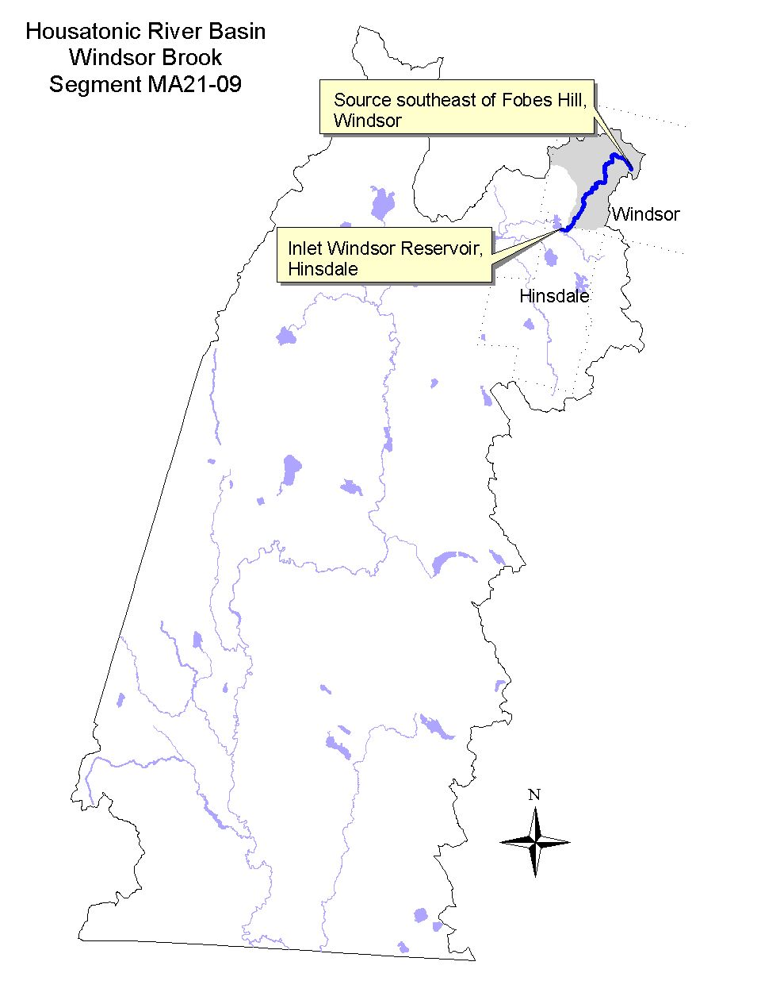 Housatonic River Basin
Windsor Brook
Segment MA21-09
Source southeast of Fobes Hill,
Windsor
Windsor
Inlet Windsor Reservoir,
Hinsdale
Hinsdale
N